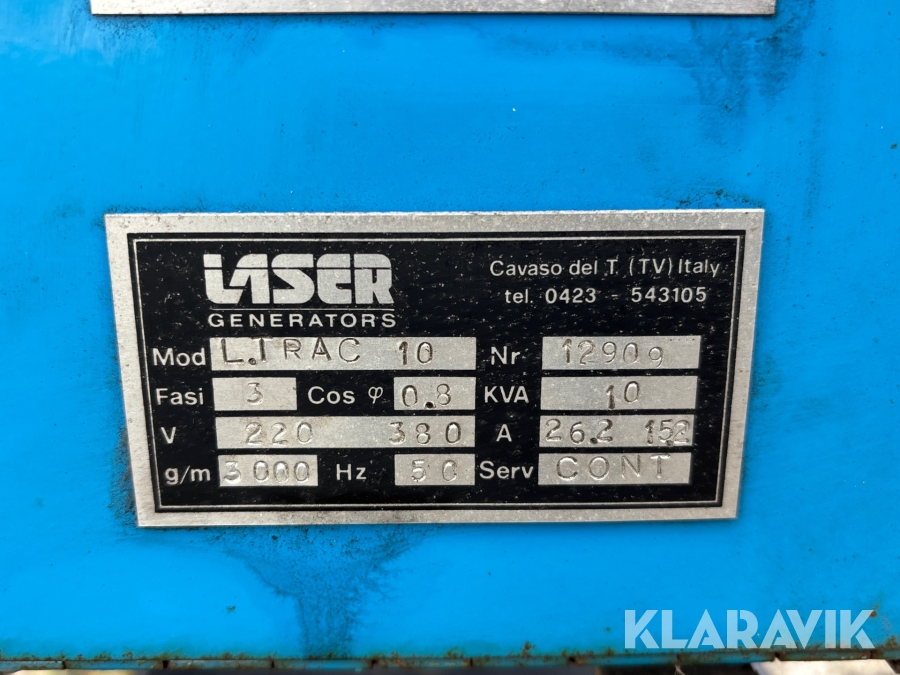 LASER
GENERATORS
Cavaso del T. (TV) Italy
tel. 0423 - 543105
Mod L.TRAC 10 Nr 12909
Fasi 3 Cos φ 0.8 KVA 10
V 220 380 A 26.2 15.2
g/m 3000 Hz 50 Serv CONT
KLARAVIK